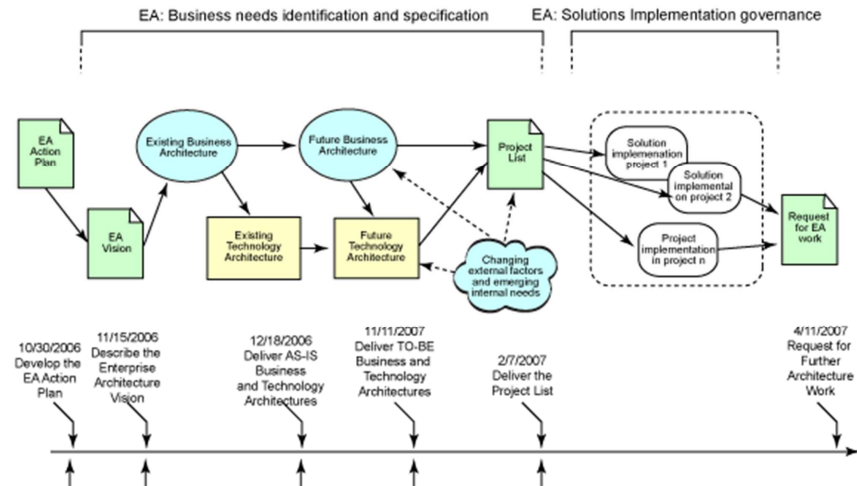 EA: Business needs identification and specification
EA: Solutions Implementation governance
EA
Action
Plan
EA
Vision
Existing Business
Architecture
Future Business
Architecture
Existing
Technology
Architecture
Future
Technology
Architecture
Project
List
Changing
external factors
and emerging
internal needs
Solution
implemenation
project 1
Solution
implemental
on project 2
Project
implementation
in project n
Request
for EA
work
10/30/2006
Develop the
EA Action
Plan
11/15/2006
Describe the
Enterprise
Architecture
Vision
12/18/2006
Deliver AS-IS
Business
and Technology
Architectures
11/11/2007
Deliver TO-BE
Business and
Technology
Architectures
2/7/2007
Deliver the
Project List
4/11/2007
Request for
Further
Architecture
Work